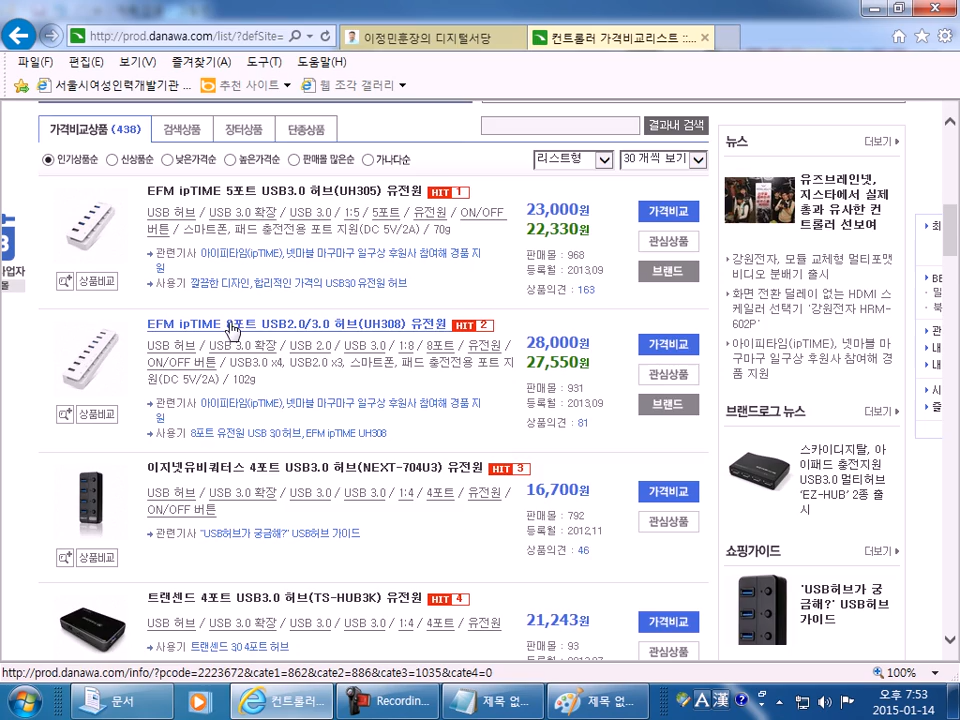 http://prod.danawa.com/list/?defSite=
이정민훈장의 디지털서당
컨트롤러 가격비교리스트 ::...
파일(F) 편집(E) 보기(V) 즐겨찾기(A) 도구(T) 도움말(H)
서울시여성인력개발기관 ... 추천 사이트 웹 조각 갤러리
가격비교상품 (438) 검색상품 장터상품 단종상품
결과내 검색
인기상품순 신상품순 낮은가격순 높은가격순 판매몰 많은순 가나다순
리스트형 30 개씩 보기
EFM ipTIME 5포트 USB3.0 허브(UH305) 유전원 HIT 1
USB 허브 / USB 3.0 확장 / USB 3.0 / 1:5 / 5포트 / 유전원 / ON/OFF
버튼 / 스마트폰, 패드 충전전용 포트 지원(DC 5V/2A) / 70g
관련기사 아이피타임(ipTIME), 넷마블 마구마구 일구상 후원사 참여해 경품 지
원
사용기 깔끔한 디자인, 합리적인 가격의 USB3.0 유전원 허브
상품비교
23,000원
22,330원
판매몰 : 968
등록월 : 2013,09
상품의견 : 163
가격비교
관심상품
브랜드
EFM ipTIME 8포트 USB2.0/3.0 허브(UH308) 유전원 HIT 2
USB 허브 / USB 3.0 확장 / USB 2.0 / USB 3.0 / 1:8 / 8포트 / 유전원 /
ON/OFF 버튼 / USB3.0 x4, USB2.0 x3, 스마트폰, 패드 충전전용 포트 지
원(DC 5V/2A) / 102g
관련기사 아이피타임(ipTIME), 넷마블 마구마구 일구상 후원사 참여해 경품 지
원
사용기 8포트 유전원 USB 3.0 허브, EFM ipTIME UH308
상품비교
28,000원
27,550원
판매몰 : 931
등록월 : 2013,09
상품의견 : 81
가격비교
관심상품
브랜드
이지넷유비쿼터스 4포트 USB3.0 허브(NEXT-704U3) 유전원 HIT 3
USB 허브 / USB 3.0 확장 / USB 3.0 / USB 3.0 / 1:4 / 4포트 / 유전원 /
ON/OFF 버튼
관련기사 "USB허브가 궁금해?" USB허브 가이드
상품비교
16,700원
판매몰 : 792
등록월 : 2012,11
상품의견 : 46
가격비교
관심상품
트랜센드 4포트 USB3.0 허브(TS-HUB3K) 유전원 HIT 4
USB 허브 / USB 3.0 확장 / USB 3.0 / USB 3.0 / 1:4 / 4포트 / 유전원
사용기 트랜센드 3.0 4포트 허브
21,243원
판매몰 : 93
가격비교
관심상품
뉴스 더보기
유즈브레인넷,
지스타에서 실제
총과 유사한 컨
트롤러 선보여
강원전자, 모듈 교체형 멀티포맷
비디오 분배기 출시
화면 전환 딜레이 없는 HDMI 스
케일러 선택기 '강원전자 HRM-
602P'
아이피타임(ipTIME), 넷마블 마
구마구 일구상 후원사 참여해 경
품 지원
브랜드로그 뉴스 더보기
스카이디지탈, 아
이패드 충전지원
USB3.0 멀티허브
'EZ-HUB' 2종 출
시
쇼핑가이드 더보기
'USB허브가 궁
금해?' USB허브
가이드
http://prod.danawa.com/info/?pcode=2223672&cate1=862&cate2=886&cate3=1035&cate4=0
100%
문서
컨트롤러...
Recordin...
제목 없...
제목 없...
A 漢
오후 7:53
2015-01-14